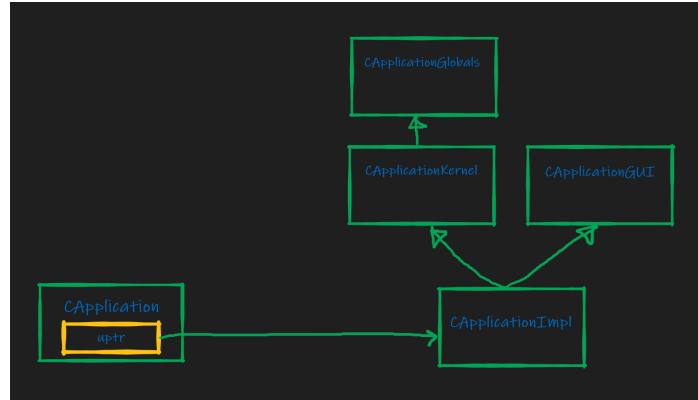 CApplicationGlobals
CApplicationKernel
CApplicationGUI
CApplication
uptr
CApplicationImpl